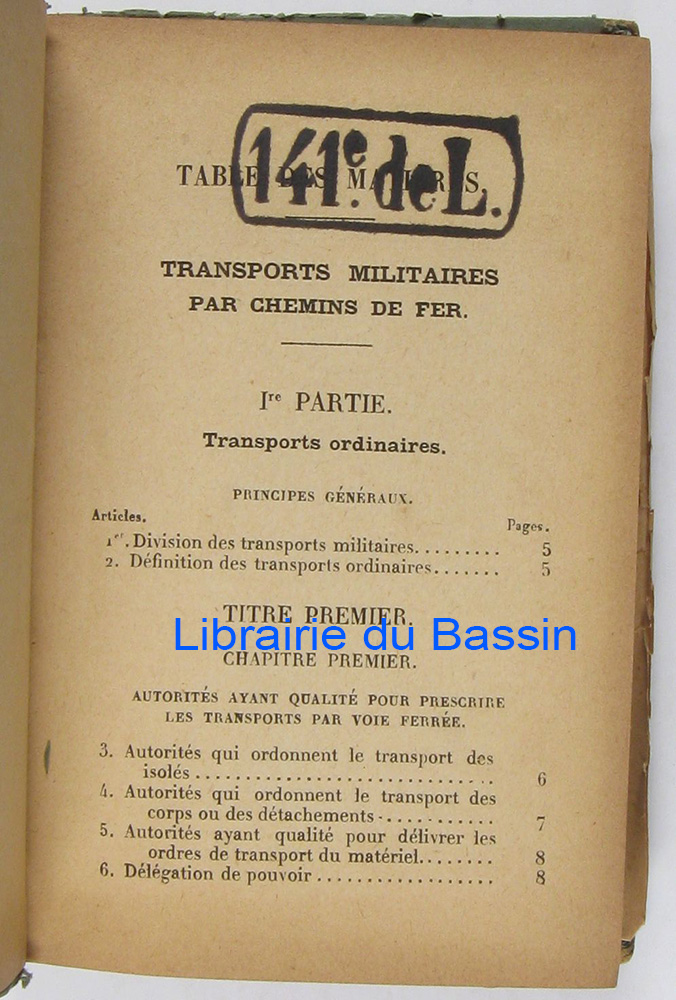 141e. de L.
TABLE DES MATIÈRES.
TRANSPORTS MILITAIRES
PAR CHEMINS DE FER.
Ire PARTIE.
Transports ordinaires.
PRINCIPES GÉNÉRAUX.
Articles. Pages.
1er. Division des transports militaires......... 5
2. Définition des transports ordinaires....... 5
TITRE PREMIER.
Librairie du Bassin
CHAPITRE PREMIER.
AUTORITÉS AYANT QUALITÉ POUR PRESCRIRE
LES TRANSPORTS PAR VOIE FERRÉE.
3. Autorités qui ordonnent le transport des
isolés.............................. 6
4. Autorités qui ordonnent le transport des
corps ou des détachements............ 7
5. Autorités ayant qualité pour délivrer les
ordres de transport du matériel........ 8
6. Délégation de pouvoir................... 8